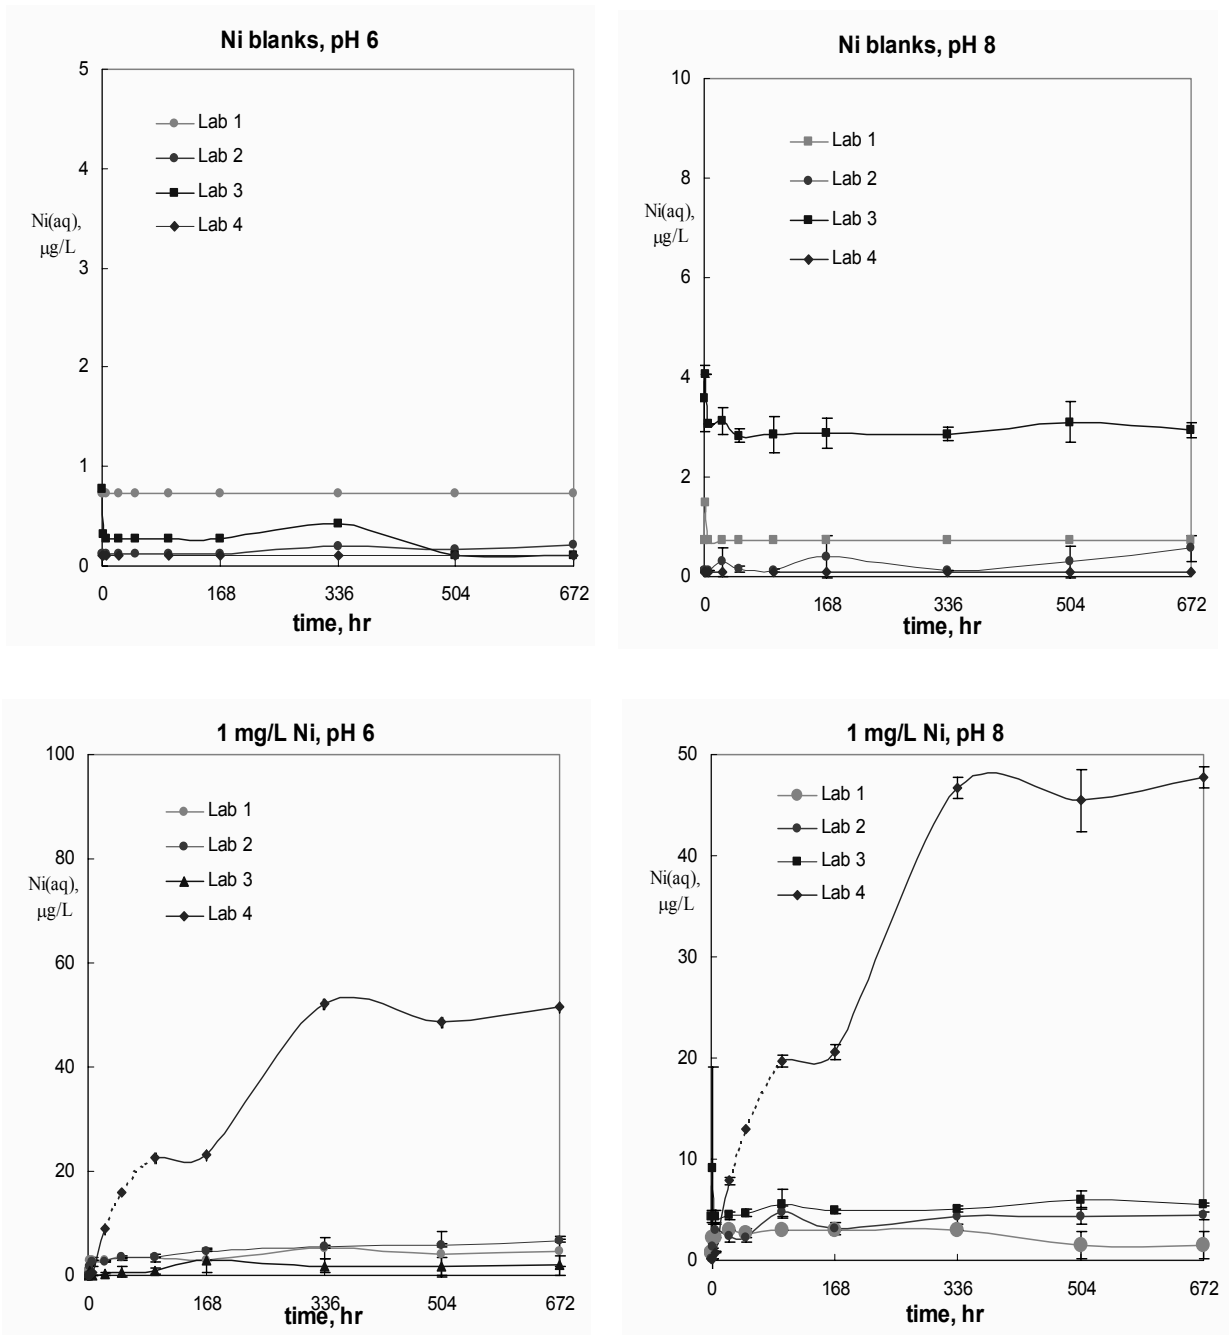 Ni blanks, pH 6
5
4
3
2
1
0
Ni(aq),
μg/L
Lab 1
Lab 2
Lab 3
Lab 4
0 168 336 504 672
time, hr
Ni blanks, pH 8
10
8
6
4
2
0
Ni(aq),
μg/L
Lab 1
Lab 2
Lab 3
Lab 4
0 168 336 504 672
time, hr
1 mg/L Ni, pH 6
100
80
60
40
20
0
Ni(aq),
μg/L
Lab 1
Lab 2
Lab 3
Lab 4
0 168 336 504 672
time, hr
1 mg/L Ni, pH 8
50
40
30
20
10
0
Ni(aq),
μg/L
Lab 1
Lab 2
Lab 3
Lab 4
0 168 336 504 672
time, hr